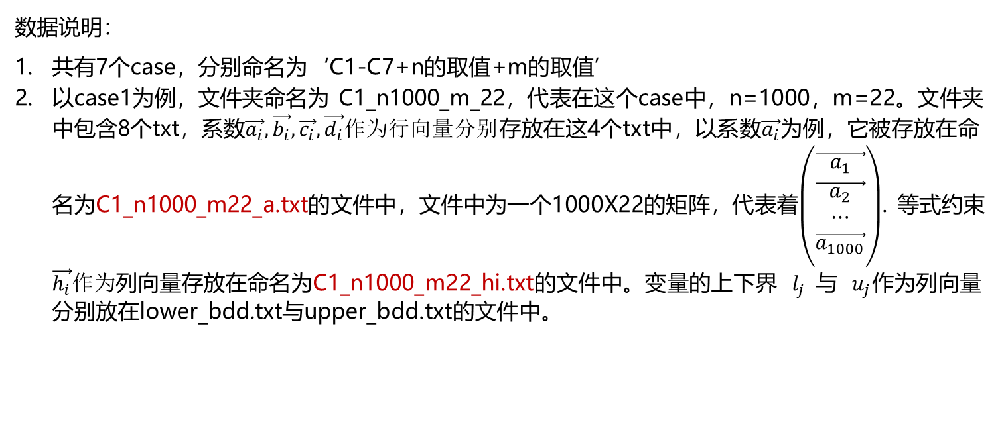 数据说明：
1. 共有7个case，分别命名为‘C1-C7+n的取值+m的取值’
2. 以case1为例，文件夹命名为 C1_n1000_m_22，代表在这个case中，n=1000，m=22。文件夹
中包含8个txt，系数$\overrightarrow{a_i}, \overrightarrow{b_i}, \overrightarrow{c_i}, \overrightarrow{d_i}$作为行向量分别存放在这4个txt中，以系数$\overrightarrow{a_i}$为例，它被存放在命
名为C1_n1000_m22_a.txt的文件中，文件中为一个1000X22的矩阵，代表着$\begin{pmatrix} \overrightarrow{a_1} \\ \overrightarrow{a_2} \\ \cdots \\ \overrightarrow{a_{1000}} \end{pmatrix}$. 等式约束
$\overrightarrow{h_i}$作为列向量存放在命名为C1_n1000_m22_hi.txt的文件中。变量的上下界 $l_j$ 与 $u_j$作为列向量
分别放在lower_bdd.txt与upper_bdd.txt的文件中。